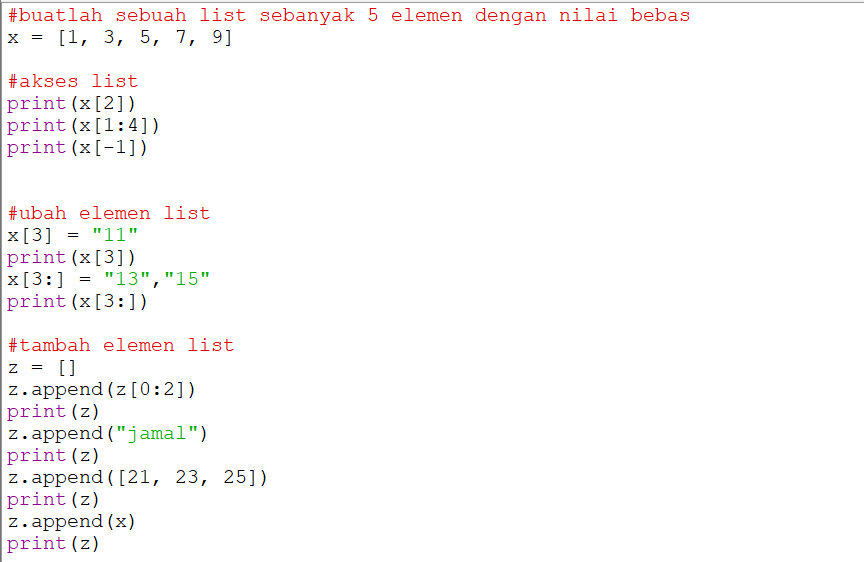 #buatlah sebuah list sebanyak 5 elemen dengan nilai bebas
x = [1, 3, 5, 7, 9]
#akses list
print(x[2])
print(x[1:4])
print(x[-1])
#ubah elemen list
x[3] = "11"
print(x[3])
x[3:] = "13","15"
print(x[3:])
#tambah elemen list
z = []
z.append(z[0:2])
print(z)
z.append("jamal")
print(z)
z.append([21, 23, 25])
print(z)
z.append(x)
print(z)